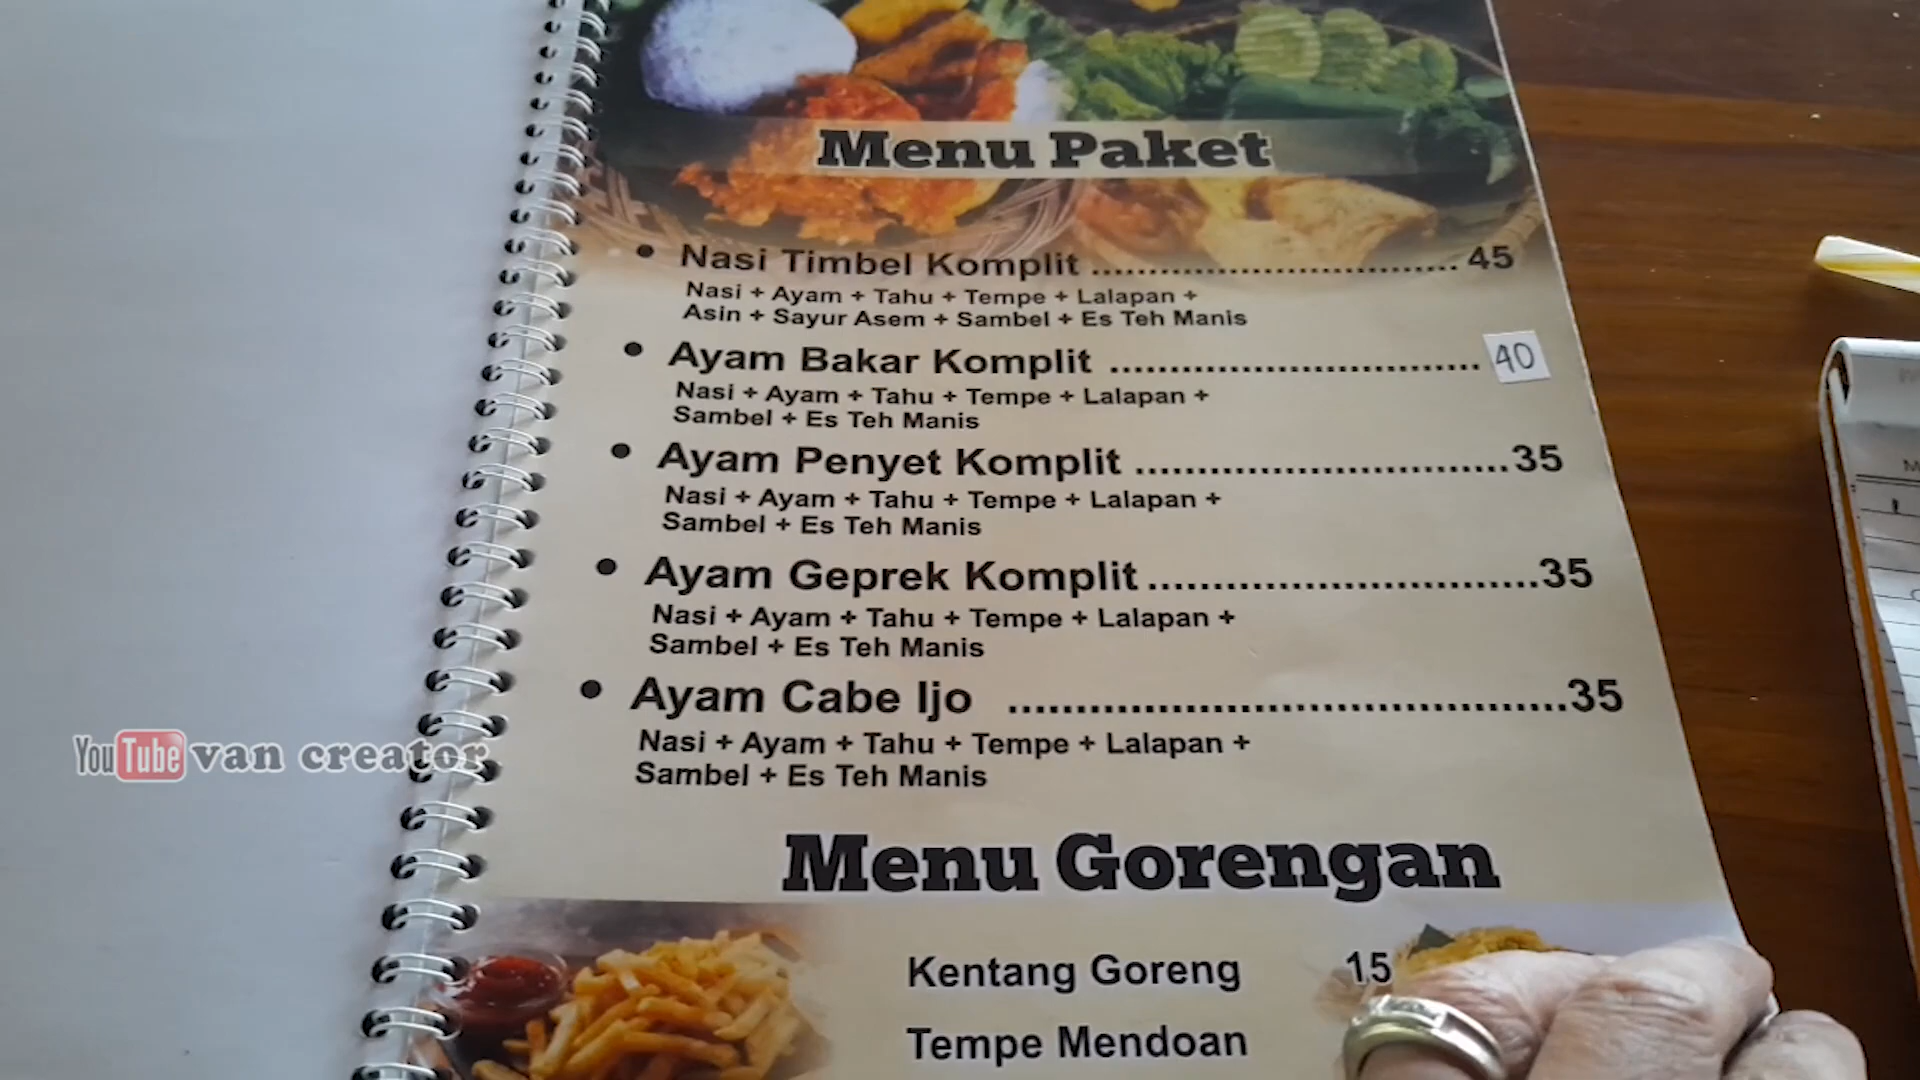 Menu Paket
• Nasi Timbel Komplit ................................ 45
Nasi + Ayam + Tahu + Tempe + Lalapan +
Asin + Sayur Asem + Sambel + Es Teh Manis
• Ayam Bakar Komplit ................................ 40
Nasi + Ayam + Tahu + Tempe + Lalapan +
Sambel + Es Teh Manis
• Ayam Penyet Komplit ................................ 35
Nasi + Ayam + Tahu + Tempe + Lalapan +
Sambel + Es Teh Manis
• Ayam Geprek Komplit ................................ 35
Nasi + Ayam + Tahu + Tempe + Lalapan +
Sambel + Es Teh Manis
• Ayam Cabe Ijo ................................ 35
Nasi + Ayam + Tahu + Tempe + Lalapan +
Sambel + Es Teh Manis
YouTube van creator
Menu Gorengan
Kentang Goreng 15
Tempe Mendoan